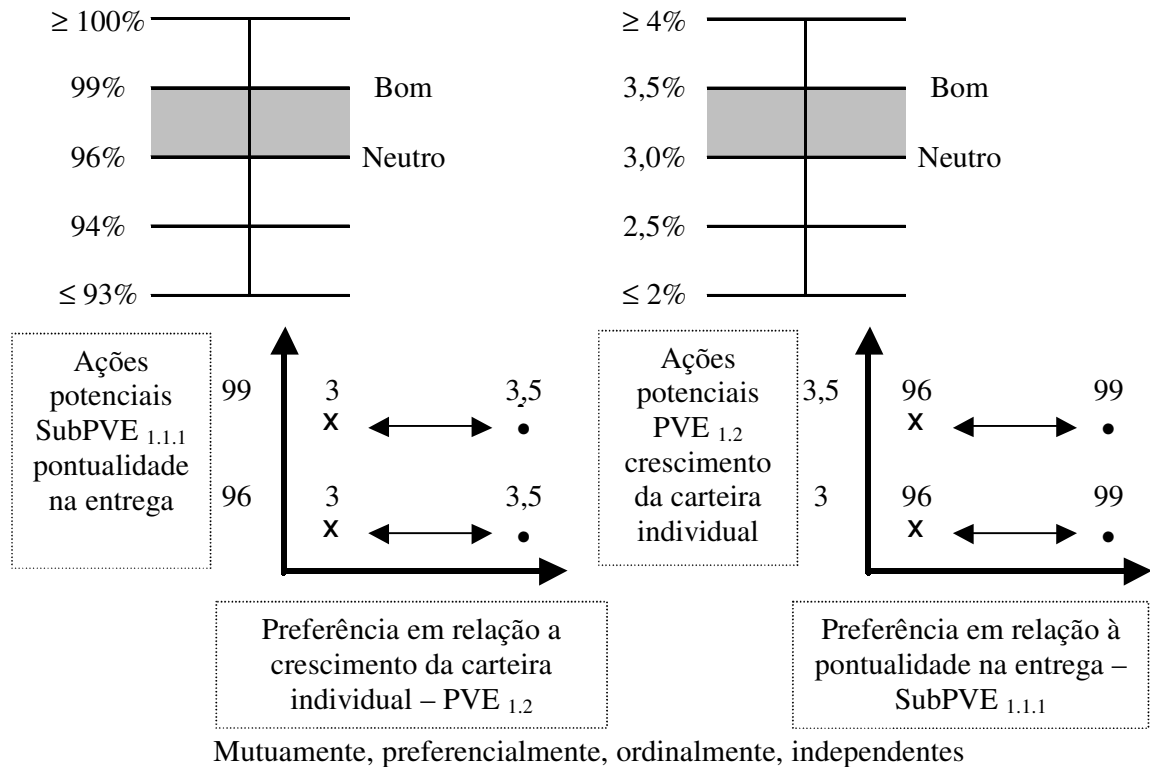 ≥ 100%
99% Bom
96% Neutro
94%
≤ 93%
≥ 4%
3,5% Bom
3,0% Neutro
2,5%
≤ 2%
Ações
potenciais
SubPVE 1.1.1
pontualidade
na entrega
99 3 3,5
x
96 3 3,5
x
Preferência em relação a
crescimento da carteira
individual – PVE 1.2
Ações
potenciais
PVE 1.2
crescimento
da carteira
individual
3,5 96 99
x
3 96 99
x
Preferência em relação à
pontualidade na entrega –
SubPVE 1.1.1
Mutuamente, preferencialmente, ordinalmente, independentes